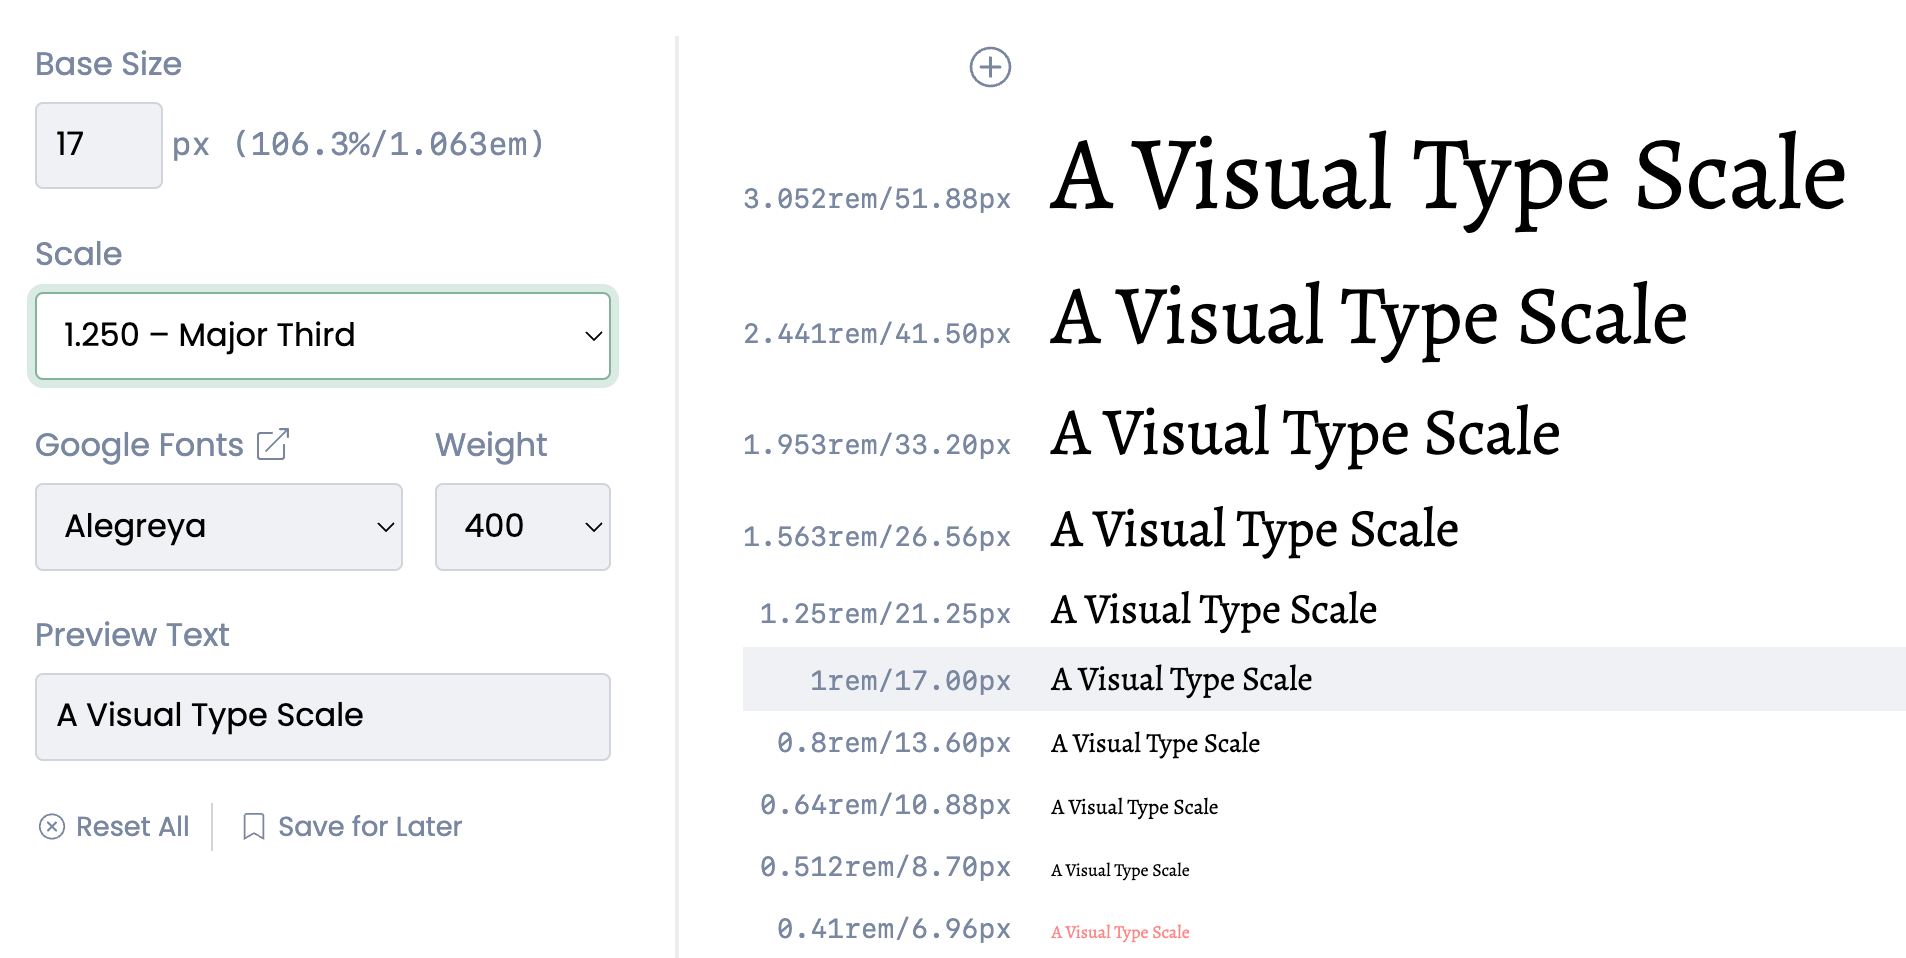 Base Size
17 px (106.3%/1.063em)
Scale
1.250 – Major Third
Google Fonts Weight
Alegreya 400
Preview Text
A Visual Type Scale
Reset All Save for Later
3.052rem/51.88px A Visual Type Scale
2.441rem/41.50px A Visual Type Scale
1.953rem/33.20px A Visual Type Scale
1.563rem/26.56px A Visual Type Scale
1.25rem/21.25px A Visual Type Scale
1rem/17.00px A Visual Type Scale
0.8rem/13.60px A Visual Type Scale
0.64rem/10.88px A Visual Type Scale
0.512rem/8.70px A Visual Type Scale
0.41rem/6.96px A Visual Type Scale